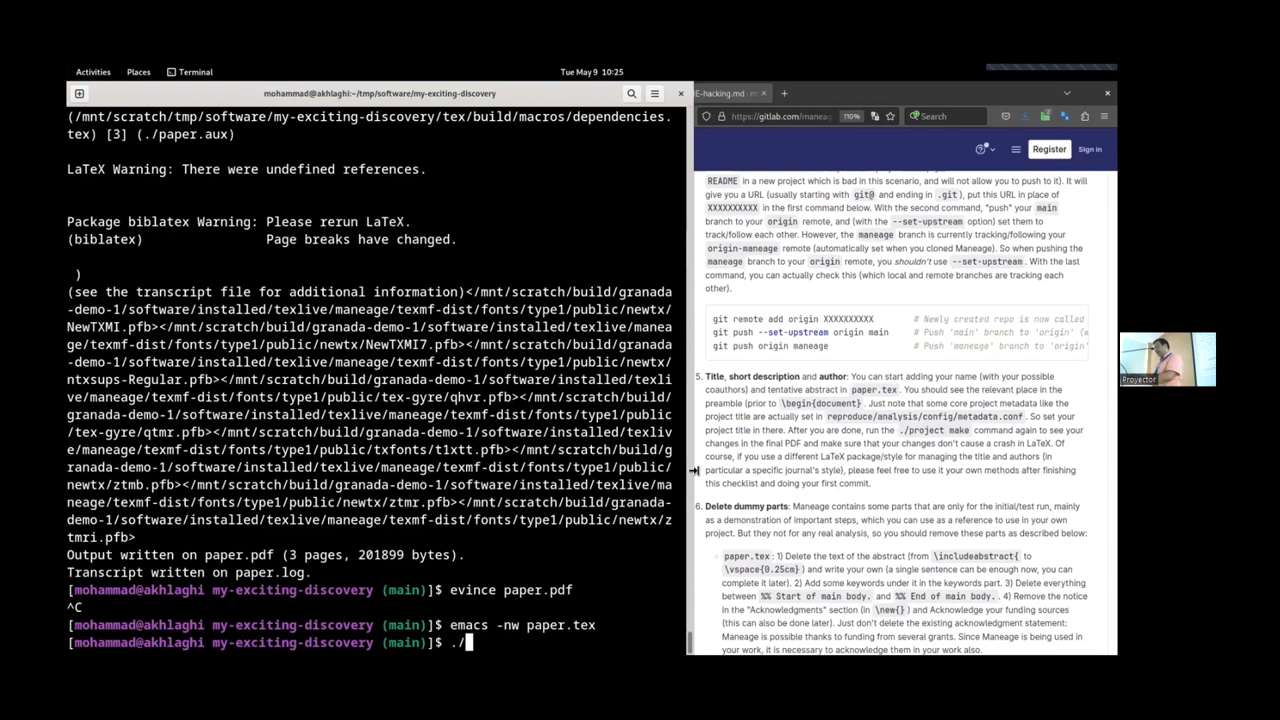 Activities Places Terminal Tue May 9 10:25
mohammad@akhlaghi:~/tmp/software/my-exciting-discovery
(/mnt/scratch/tmp/software/my-exciting-discovery/tex/build/macros/dependencies.
tex) [3] (./paper.aux)
LaTeX Warning: There were undefined references.
Package biblatex Warning: Please rerun LaTeX.
(biblatex) Page breaks have changed.
)
(see the transcript file for additional information)</mnt/scratch/build/granada
-demo-1/software/installed/texlive/maneage/texmf-dist/fonts/type1/public/newtx/
NewTXMI.pfb></mnt/scratch/build/granada-demo-1/software/installed/texlive/manea
ge/texmf-dist/fonts/type1/public/newtx/NewTXMI7.pfb></mnt/scratch/build/granada
-demo-1/software/installed/texlive/maneage/texmf-dist/fonts/type1/public/newtx/
ntxsups-Regular.pfb></mnt/scratch/build/granada-demo-1/software/installed/texli
ve/maneage/texmf-dist/fonts/type1/public/tex-gyre/qhvr.pfb></mnt/scratch/build/
granada-demo-1/software/installed/texlive/maneage/texmf-dist/fonts/type1/public
/tex-gyre/qtmr.pfb></mnt/scratch/build/granada-demo-1/software/installed/texliv
e/maneage/texmf-dist/fonts/type1/public/txfonts/t1xtt.pfb></mnt/scratch/build/g
ranada-demo-1/software/installed/texlive/maneage/texmf-dist/fonts/type1/public/
newtx/ztmb.pfb></mnt/scratch/build/granada-demo-1/software/installed/texlive/ma
neage/texmf-dist/fonts/type1/public/newtx/ztmr.pfb></mnt/scratch/build/granada-
demo-1/software/installed/texlive/maneage/texmf-dist/fonts/type1/public/newtx/z
tmri.pfb>
Output written on paper.pdf (3 pages, 201899 bytes).
Transcript written on paper.log.
[mohammad@akhlaghi my-exciting-discovery (main)]$ evince paper.pdf
^C
[mohammad@akhlaghi my-exciting-discovery (main)]$ emacs -nw paper.tex
[mohammad@akhlaghi my-exciting-discovery (main)]$ ./
E-hacking.md - m
https://gitlab.com/maneag 110% Search
Register Sign In
README in a new project which is bad in this scenario, and will not allow you to push to it). It will
give you a URL (usually starting with git@ and ending in .git), put this URL in place of
XXXXXXXXXX in the first command below. With the second command, "push" your main
branch to your origin remote, and (with the --set-upstream option) set them to
track/follow each other. However, the maneage branch is currently tracking/following your
origin-maneage remote (automatically set when you cloned Maneage). So when pushing the
maneage branch to your origin remote, you shouldn't use --set-upstream. With the last
command, you can actually check this (which local and remote branches are tracking each
other).
git remote add origin XXXXXXXXXX # Newly created repo is now called
git push --set-upstream origin main # Push 'main' branch to 'origin' (w
git push origin maneage # Push 'maneage' branch to 'origin'
5. Title, short description and author: You can start adding your name (with your possible
coauthors) and tentative abstract in paper.tex. You should see the relevant place in the
preamble (prior to \begin{document}. Just note that some core project metadata like the
project title are actually set in reproduce/analysis/config/metadata.conf. So set your
project title in there. After you are done, run the ./project make command again to see your
changes in the final PDF and make sure that your changes don't cause a crash in LaTeX. Of
course, if you use a different LaTeX package/style for managing the title and authors (in
particular a specific journal's style), please feel free to use it your own methods after finishing
this checklist and doing your first commit.
6. Delete dummy parts: Maneage contains some parts that are only for the initial/test run, mainly
as a demonstration of important steps, which you can use as a reference to use in your own
project. But they not for any real analysis, so you should remove these parts as described below:
paper.tex: 1) Delete the text of the abstract (from \includeabstract{ to
\vspace{0.25cm} and write your own (a single sentence can be enough now, you can
complete it later). 2) Add some keywords under it in the keywords part. 3) Delete everything
between %% Start of main body. and %% End of main body. 4) Remove the notice
in the "Acknowledgments" section (in \new{}) and Acknowledge your funding sources
(this can also be done later). Just don't delete the existing acknowledgment statement:
Maneage is possible thanks to funding from several grants. Since Maneage is being used in
your work, it is necessary to acknowledge them in your work also.
Proyector